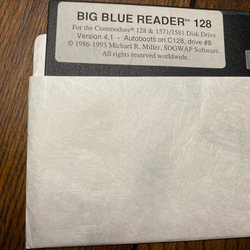 BIG BLUE READER™ 128
For the Commodore® 128 & 1571/1581 Disk Drive
Version 4.1 - Autoboots on C128, drive #8
© 1986-1993 Michael R. Miller. SOGWAP Software.
All rights reserved worldwide.